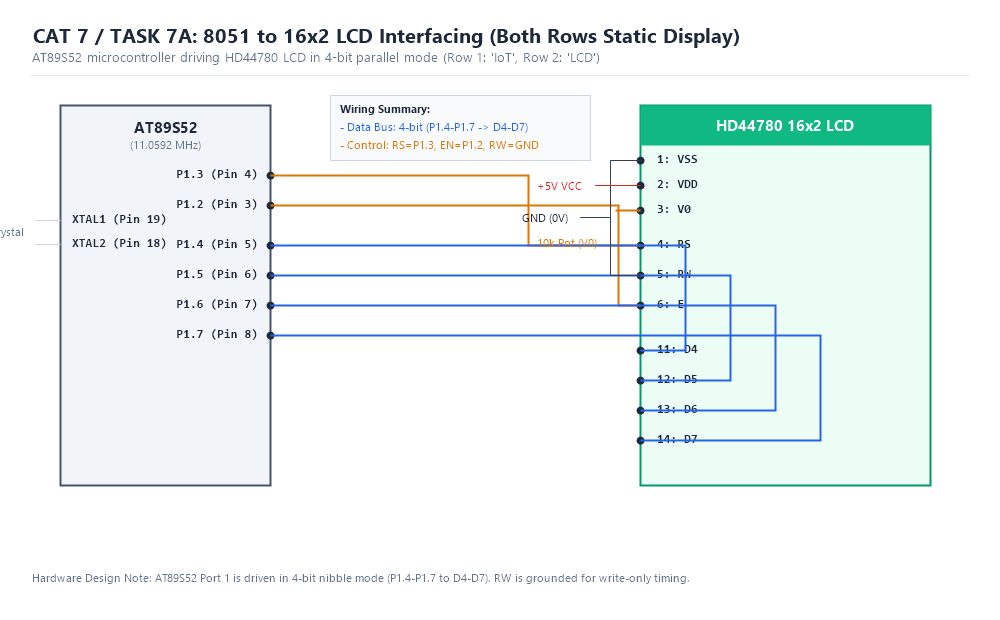 CAT 7 / TASK 7A: 8051 to 16x2 LCD Interfacing (Both Rows Static Display)
AT89S52 microcontroller driving HD44780 LCD in 4-bit parallel mode (Row 1: 'IoT', Row 2: 'LCD')
Wiring Summary:
- Data Bus: 4-bit (P1.4-P1.7 -> D4-D7)
- Control: RS=P1.3, EN=P1.2, RW=GND
AT89S52
(11.0592 MHz)
P1.3 (Pin 4)
P1.2 (Pin 3)
XTAL1 (Pin 19)
rystal
XTAL2 (Pin 18)
P1.4 (Pin 5)
P1.5 (Pin 6)
P1.6 (Pin 7)
P1.7 (Pin 8)
+5V VCC
GND (0V)
10k Pot (V0)
HD44780 16x2 LCD
1: VSS
2: VDD
3: V0
4: RS
5: RW
6: E
11: D4
12: D5
13: D6
14: D7
Hardware Design Note: AT89S52 Port 1 is driven in 4-bit nibble mode (P1.4-P1.7 to D4-D7). RW is grounded for write-only timing.